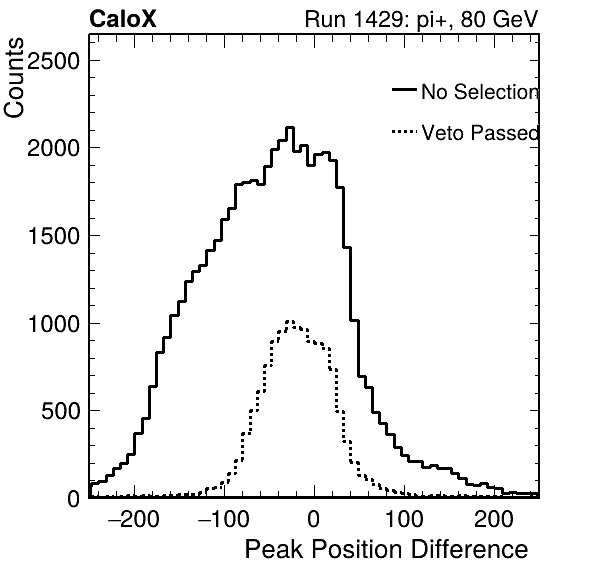 CaloX Run 1429: pi+, 80 GeV
Counts
2500
2000
1500
1000
500
0
No Selection
Veto Passed
−200 −100 0 100 200
Peak Position Difference